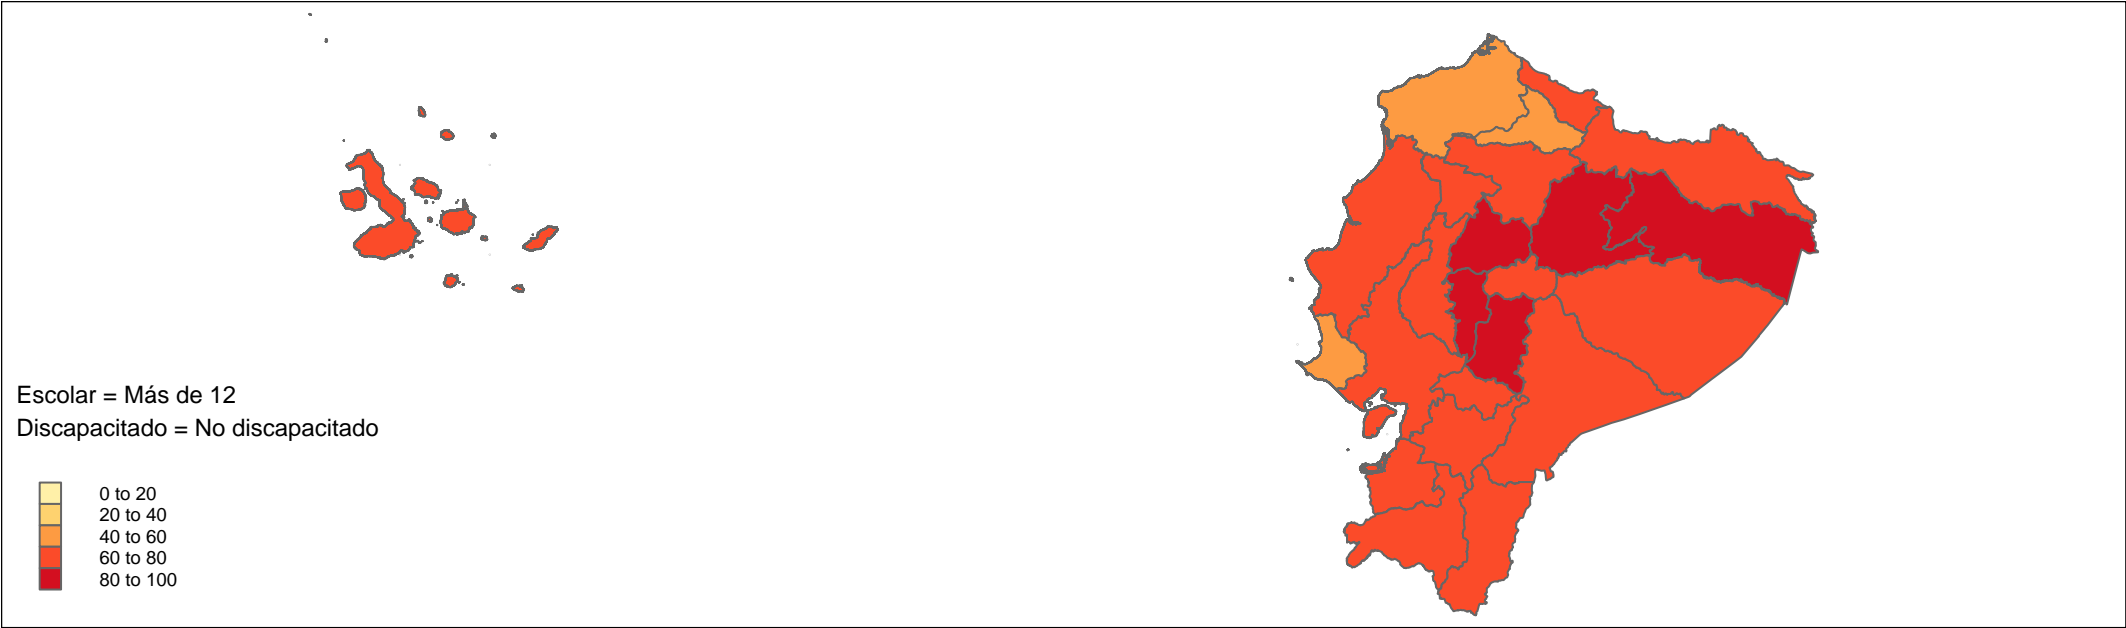 Escolar = Más de 12
Discapacitado = No discapacitado
0 to 20
20 to 40
40 to 60
60 to 80
80 to 100